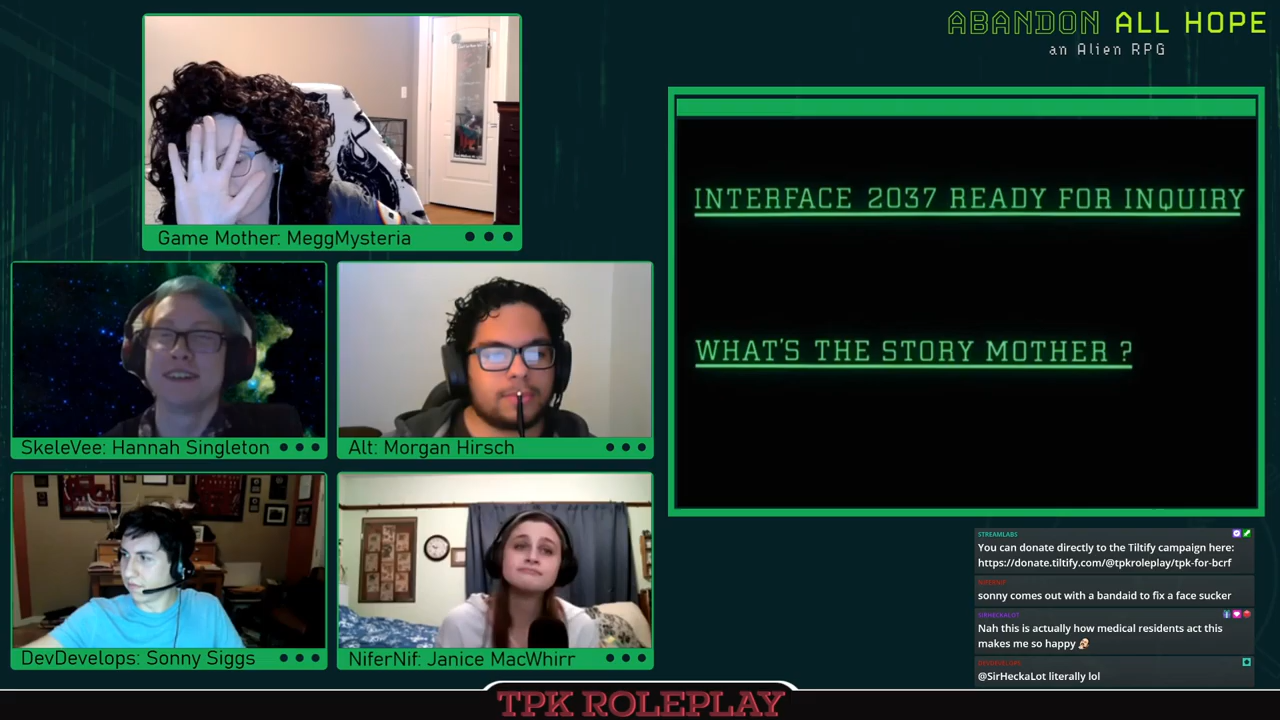 ABANDON ALL HOPE
an Alien RPG
Game Mother: MeggMysteria
INTERFACE 2037 READY FOR INQUIRY
WHAT'S THE STORY MOTHER ?
SkeleVee: Hannah Singleton
Alt: Morgan Hirsch
DevDevelops: Sonny Siggs
NiferNif: Janice MacWhirr
STREAMLABS
You can donate directly to the Tiltify campaign here:
https://donate.tiltify.com/@tpkroleplay/tpk-for-bcrf
sonny comes out with a bandaid to fix a face sucker
SIRHECKALOT
Nah this is actually how medical residents act this
makes me so happy
DEVDEVELOPS
@SirHeckaLot literally lol
TPK ROLEPLAY